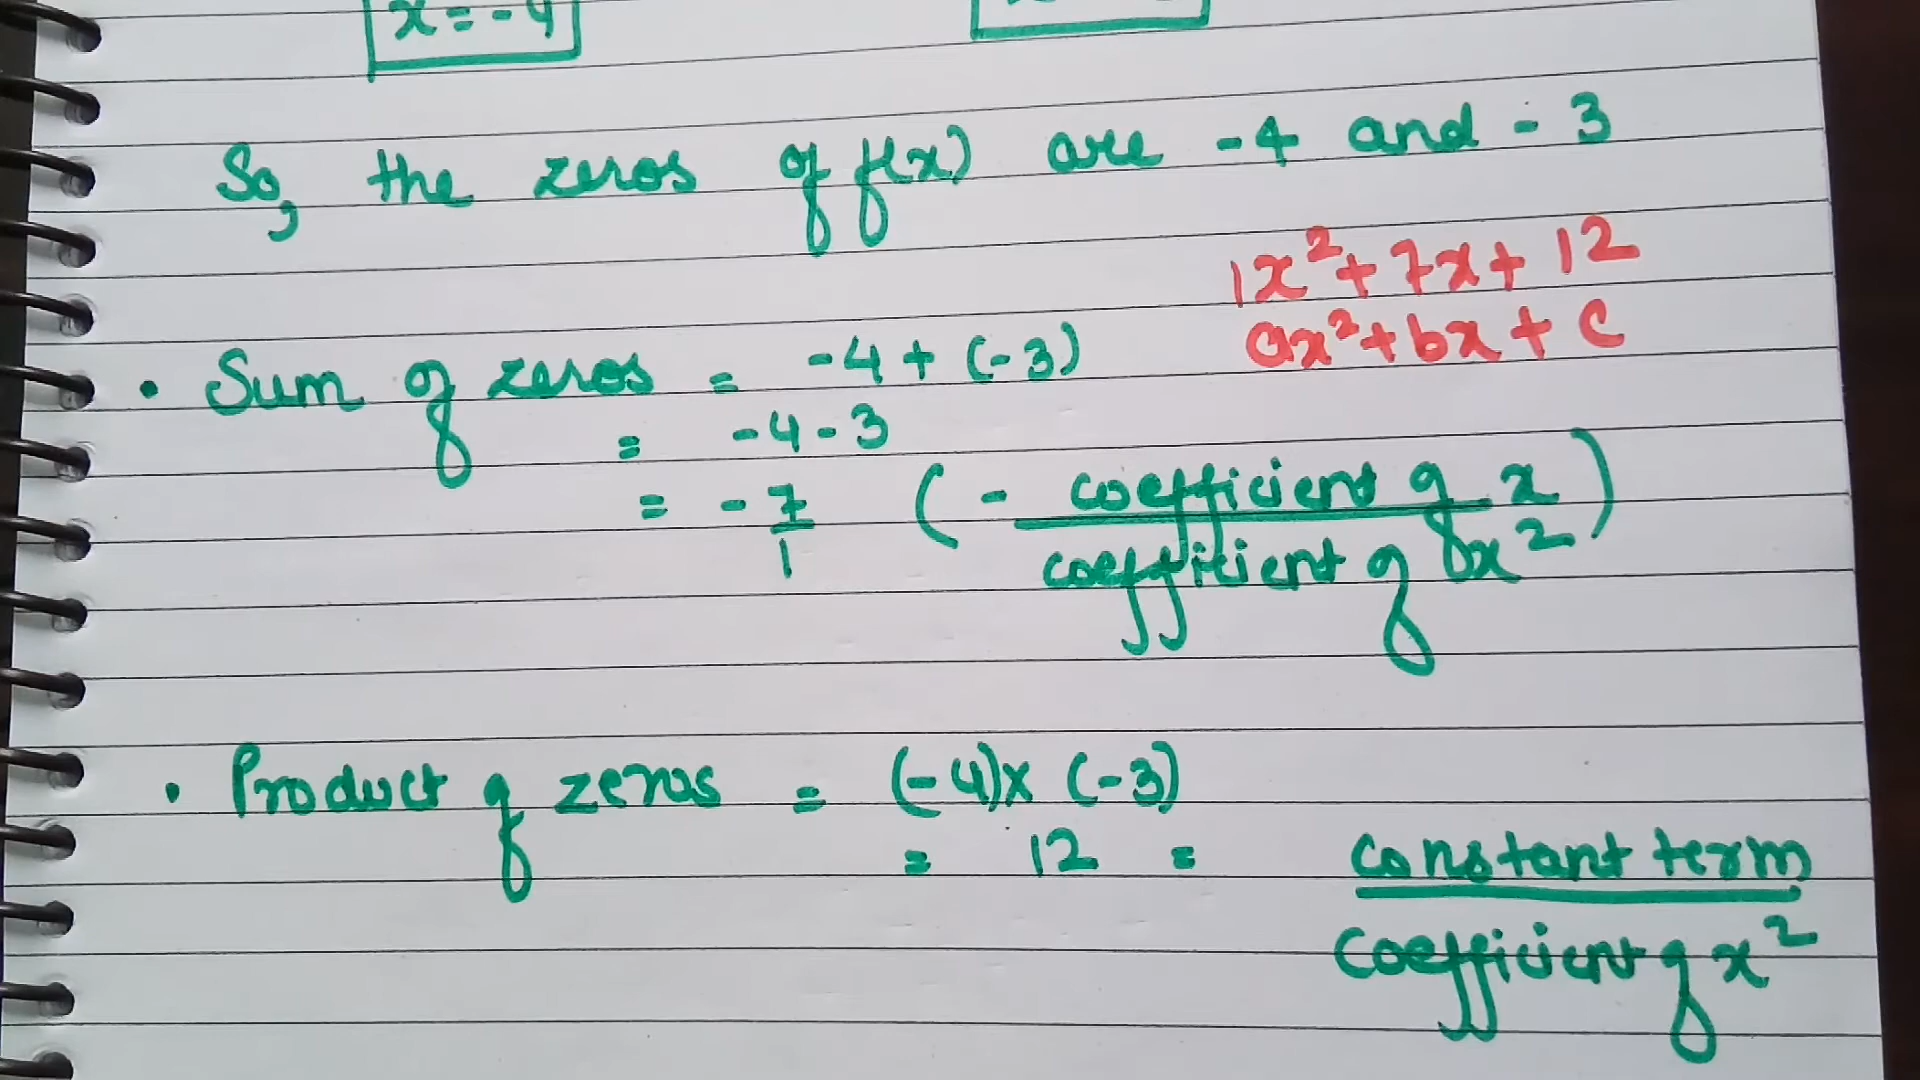 x = -4
So, the zeros of f(x) are -4 and -3
1x²+7x+12
ax²+bx+c
• Sum of zeros = -4 + (-3)
= -4 - 3
= -7/1 (- coefficient of x / coefficient of x²)
• Product of zeros = (-4)x (-3)
= 12 = constant term / coefficient of x²